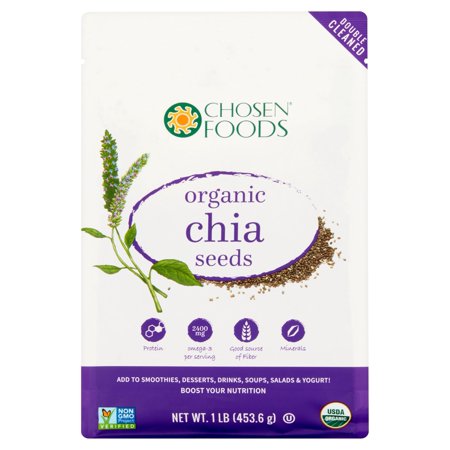 DOUBLE
CLEANED
CHOSEN®
FOODS
organic
chia
seeds
2400
mg
Protein
omega-3
per serving
Good source
of Fiber
Minerals
ADD TO SMOOTHIES, DESSERTS, DRINKS, SOUPS, SALADS & YOGURT!
BOOST YOUR NUTRITION
NON
GMO
Project
VERIFIED
NET WT. 1 LB (453.6 g) U
USDA
ORGANIC